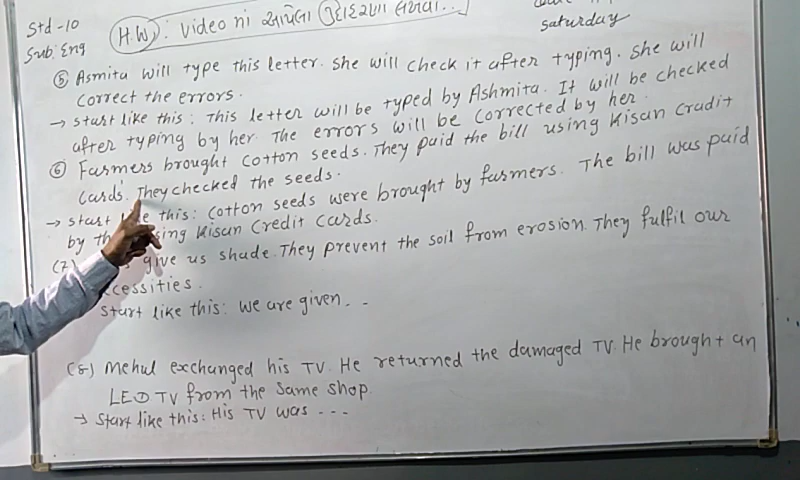 Std-10
Sub: Eng
H.W: video ni આપેલા ઉદાહરણ લખવા...
saturday
⑤ Asmita will type this letter. She will check it after typing. She will
correct the errors.
→ start like this: This letter will be typed by Ashmita. It will be checked
after typing by her. The errors will be corrected by her.
⑥ Farmers brought cotton seeds. They paid the bill using Kisan Cradit
Cards. They checked the seeds.
→ start like this: Cotton seeds were brought by farmers. The bill was paid
by using Kisan Credit Cards.
(7) give us shade. They prevent the soil from erosion. They fulfil our
start like this: we are given. -
(8) Mehul exchanged his TV. He returned the damaged TV. He brought an
LED TV from the same shop.
→ start like this: His TV was - - -